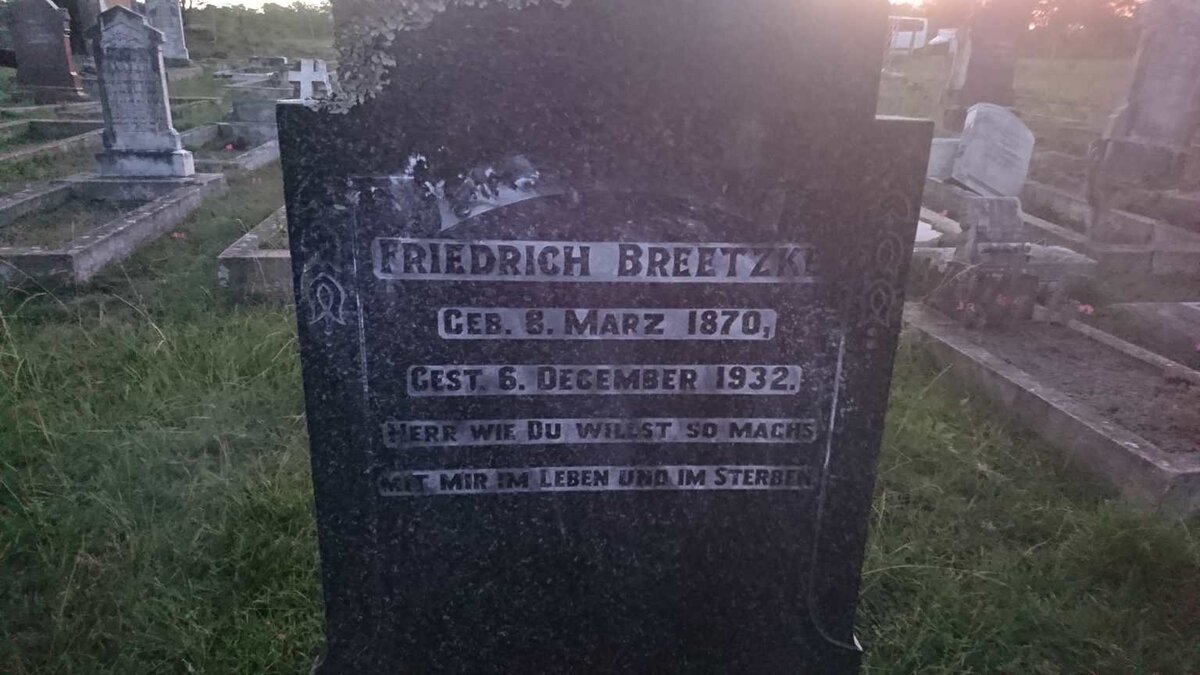 FRIEDRICH BREETZKE
GEB. 8. MARZ 1870,
GEST. 6. DECEMBER 1932.
HERR WIE DU WILLST SO MACHS
MIT MIR IM LEBEN UND IM STERBEN